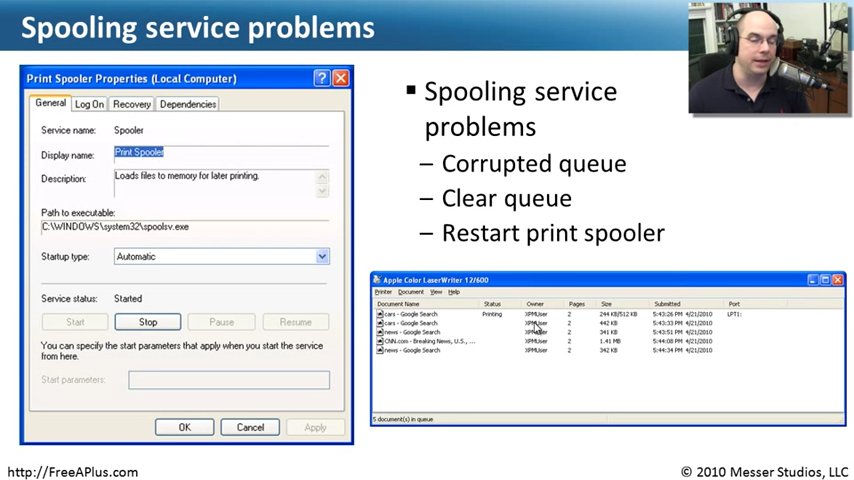 Spooling service problems
Print Spooler Properties (Local Computer)
General Log On Recovery Dependencies
Service name: Spooler
Display name: Print Spooler
Description: Loads files to memory for later printing.
Path to executable:
C:\WINDOWS\system32\spoolsv.exe
Startup type: Automatic
Service status: Started
Start Stop Pause Resume
You can specify the start parameters that apply when you start the service
from here.
Start parameters:
OK Cancel Apply
▪ Spooling service
problems
– Corrupted queue
– Clear queue
– Restart print spooler
Apple Color LaserWriter 12/600
Printer Document View Help
Document Name Status Owner Pages Size Submitted Port
cars - Google Search Printing XPMUser 2 244 KB/512 KB 5:43:26 PM 4/21/2010 LPT1:
cars - Google Search XPMUser 2 442 KB 5:43:33 PM 4/21/2010
news - Google Search XPMUser 2 341 KB 5:43:51 PM 4/21/2010
CNN.com - Breaking News, U.S., ... XPMUser 2 1.41 MB 5:44:08 PM 4/21/2010
news - Google Search XPMUser 2 342 KB 5:44:34 PM 4/21/2010
5 document(s) in queue
http://FreeAPlus.com
© 2010 Messer Studios, LLC